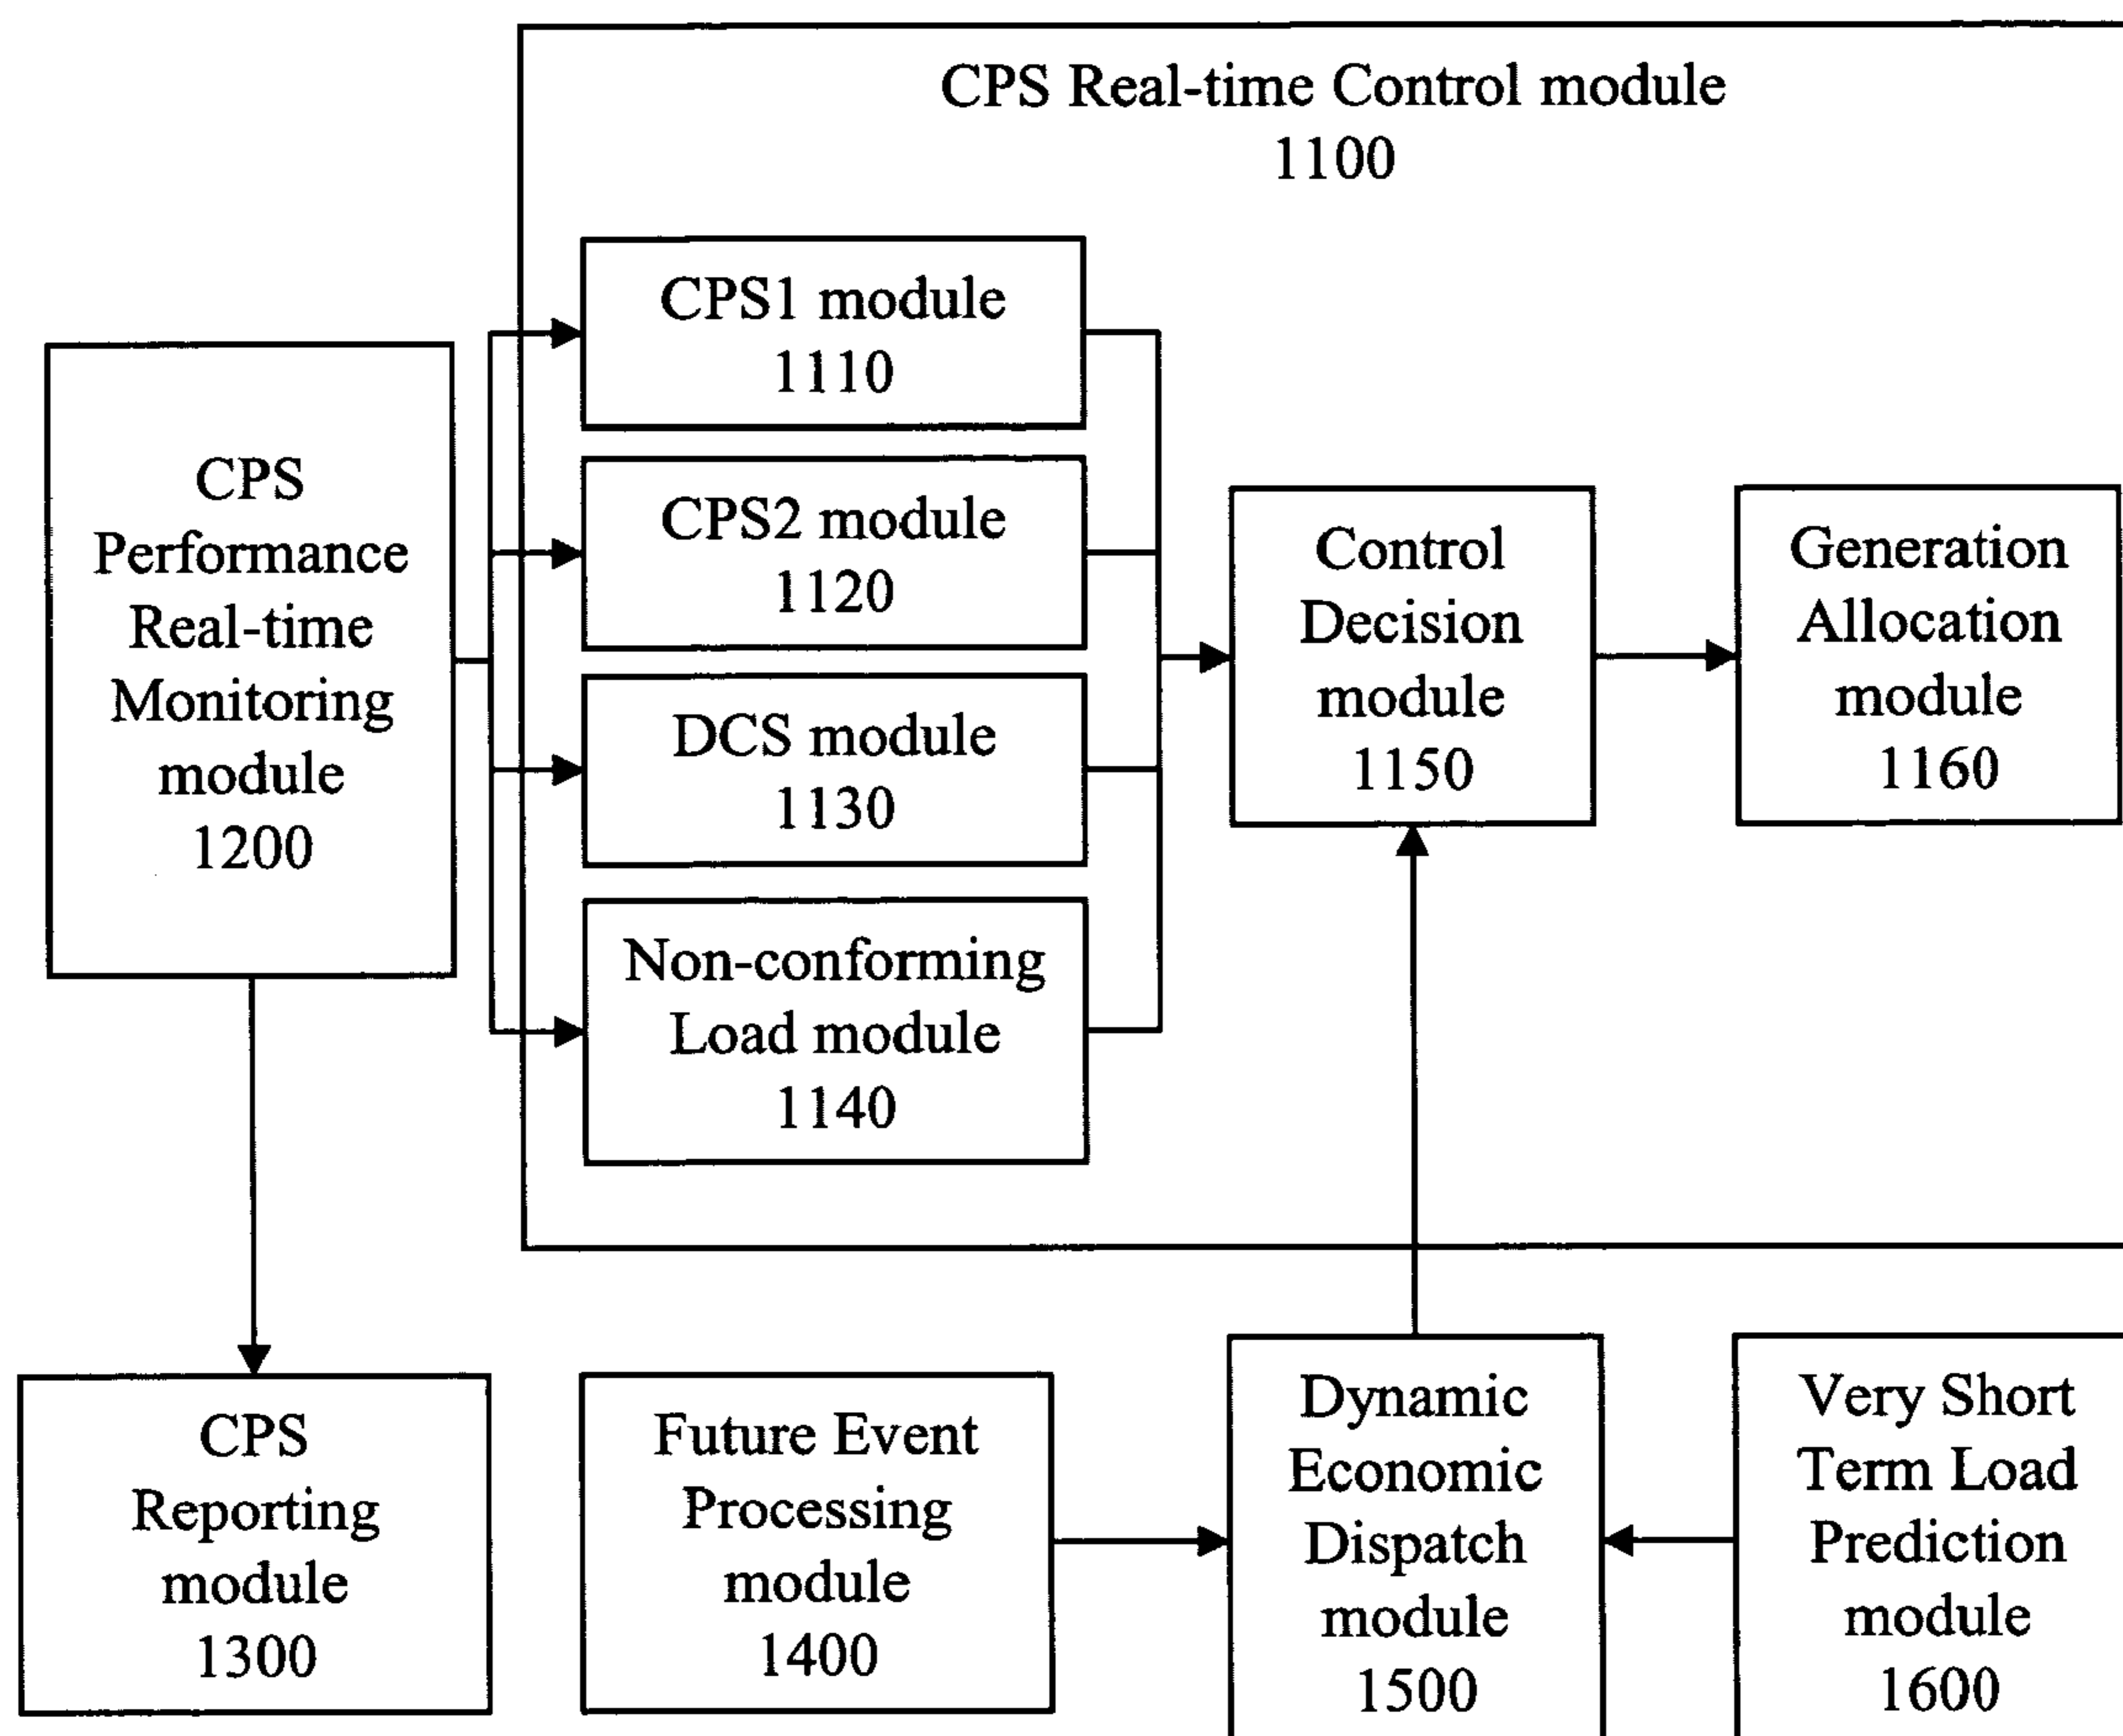 CPS Real-time Control module
1100
CPS
Performance
Real-time
Monitoring
module
1200
CPS1 module
1110
CPS2 module
1120
DCS module
1130
Non-conforming
Load module
1140
Control
Decision
module
1150
Generation
Allocation
module
1160
CPS
Reporting
module
1300
Future Event
Processing
module
1400
Dynamic
Economic
Dispatch
module
1500
Very Short
Term Load
Prediction
module
1600